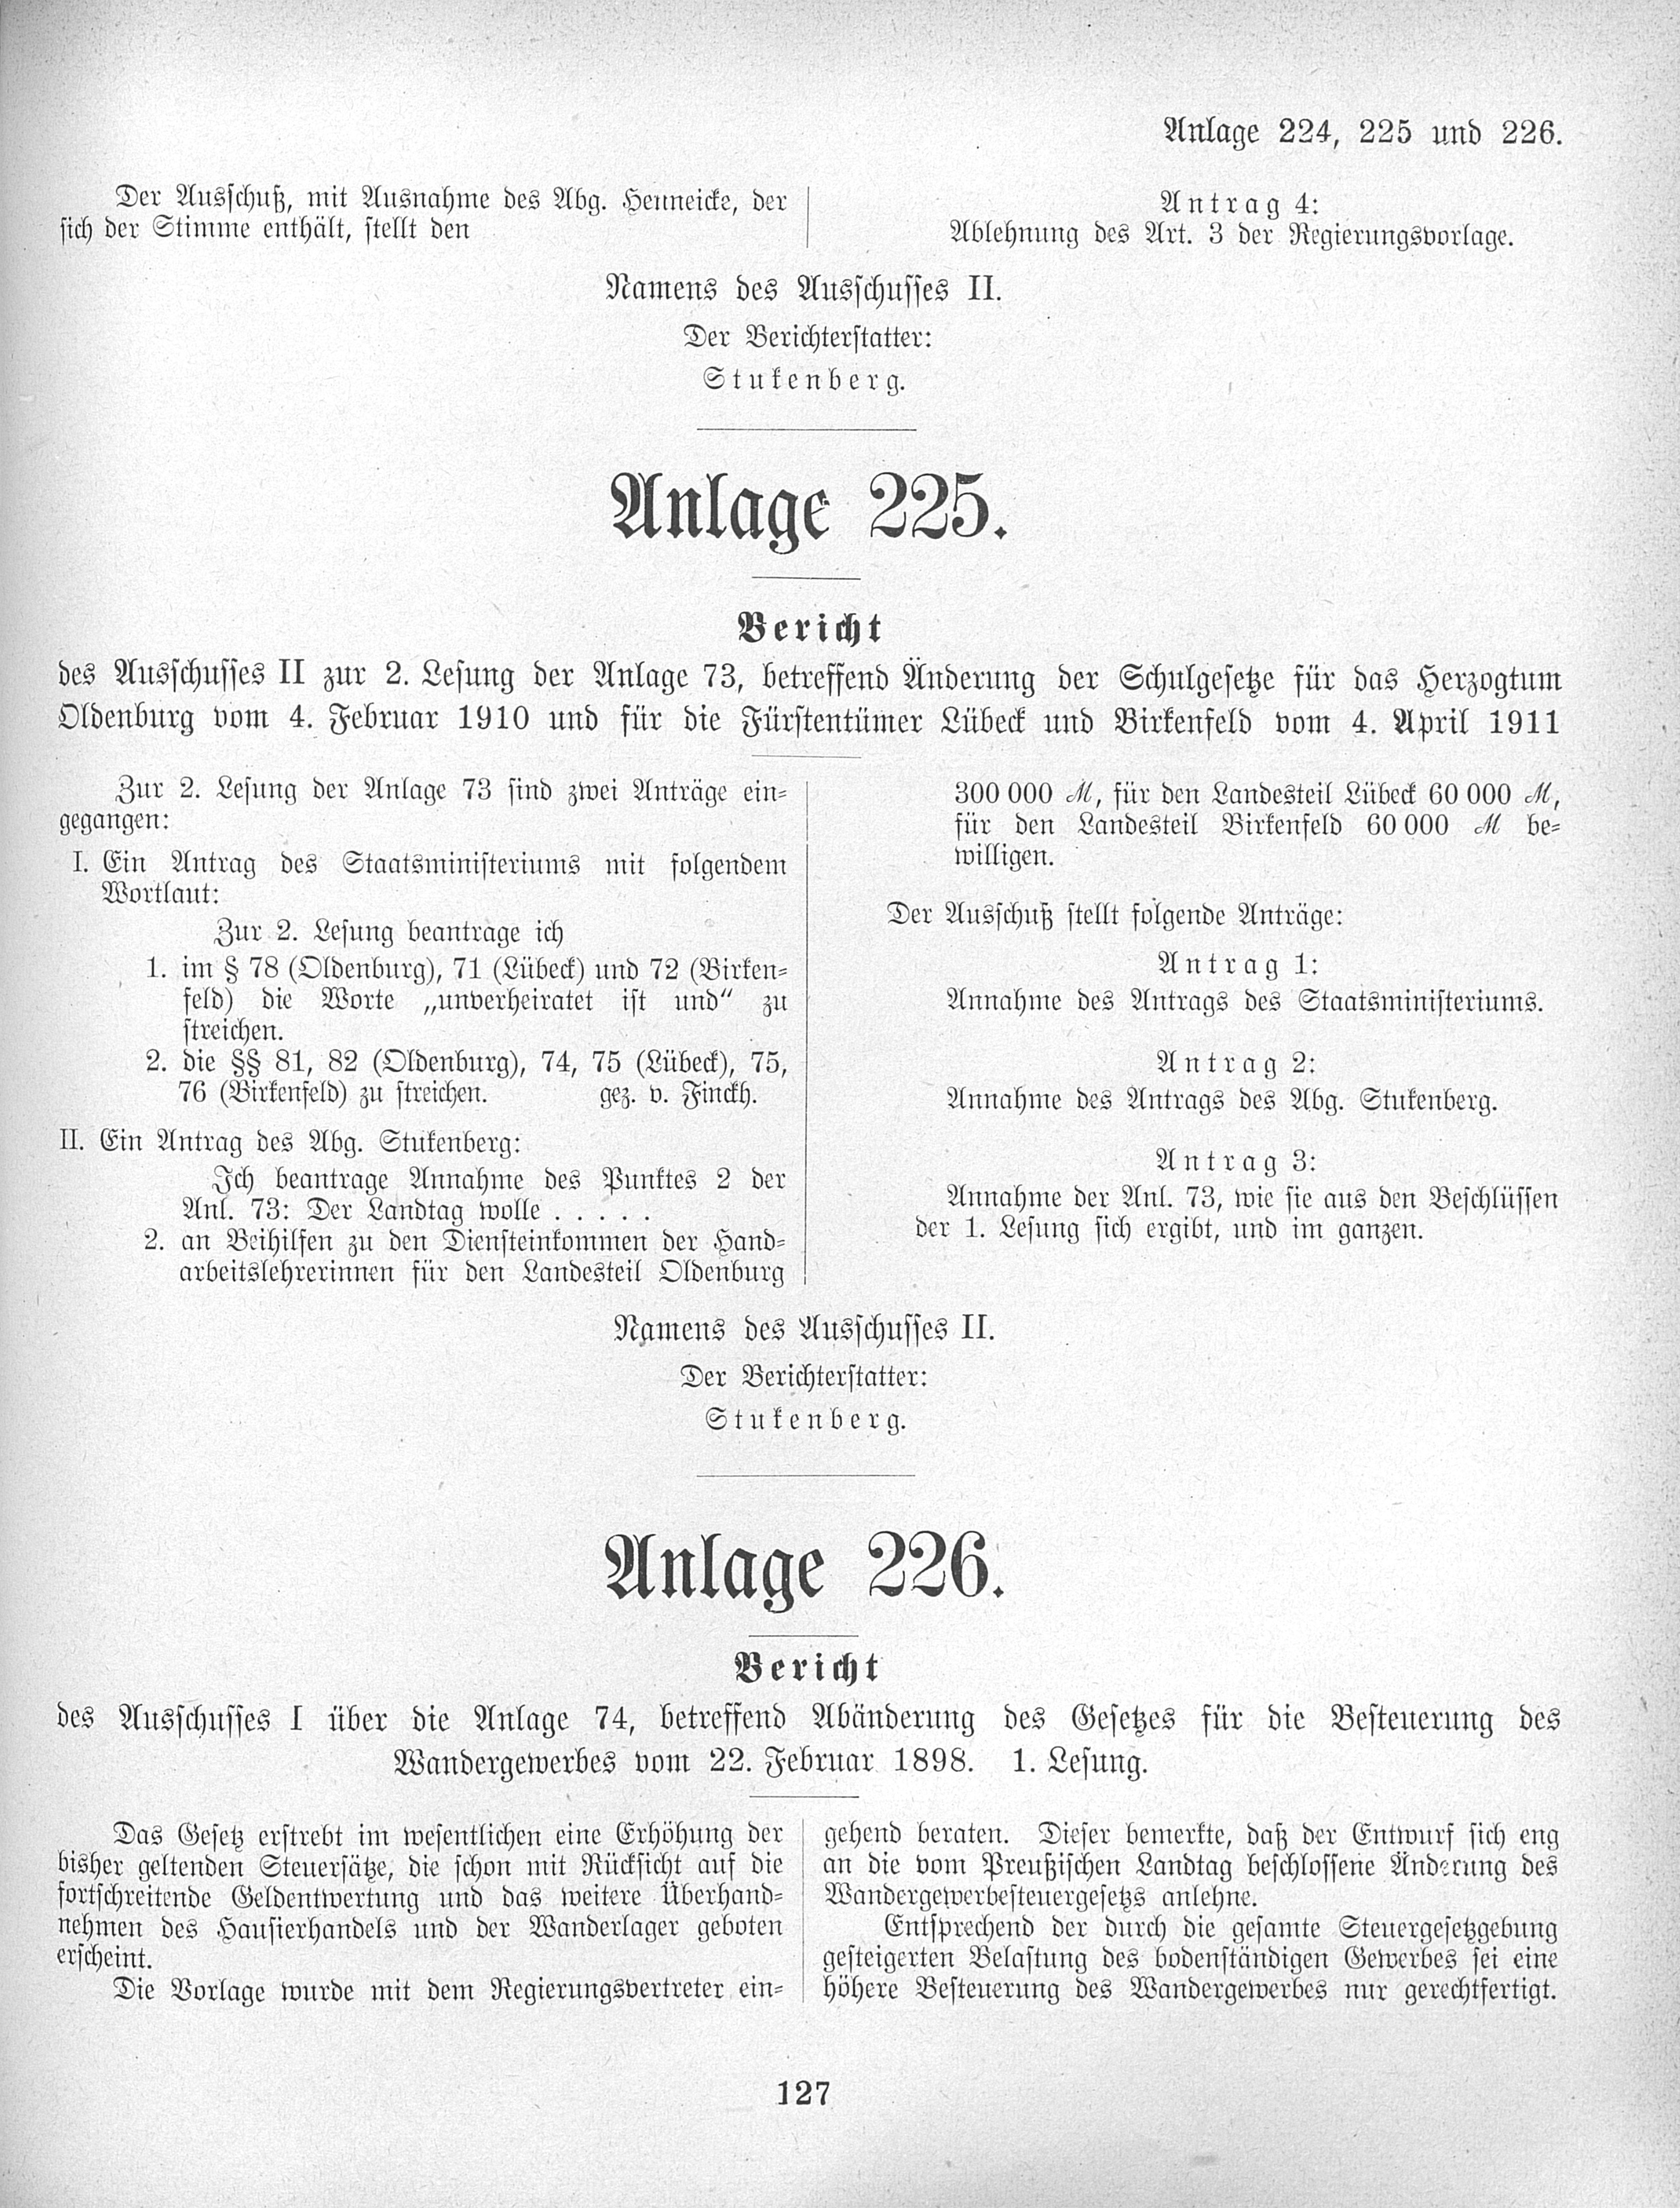 Anlage 224, 225 und 226.
Der Ausschuß, mit Ausnahme des Abg. Henneicke, der
sich der Stimme enthält, stellt den
Antrag 4:
Ablehnung des Art. 3 der Regierungsvorlage.
Namens des Ausschusses II.
Der Berichterstatter:
Stukenberg.
Anlage 225.
Bericht
des Ausschusses II zur 2. Lesung der Anlage 73, betreffend Änderung der Schulgesetze für das Herzogtum
Oldenburg vom 4. Februar 1910 und für die Fürstentümer Lübeck und Birkenfeld vom 4. April 1911
Zur 2. Lesung der Anlage 73 sind zwei Anträge ein-
gegangen:
I. Ein Antrag des Staatsministeriums mit folgendem
Wortlaut:
Zur 2. Lesung beantrage ich
1. im § 78 (Oldenburg), 71 (Lübeck) und 72 (Birken-
feld) die Worte „unverheiratet ist und“ zu
streichen.
2. die §§ 81, 82 (Oldenburg), 74, 75 (Lübeck), 75,
76 (Birkenfeld) zu streichen. gez. v. Finckh.
II. Ein Antrag des Abg. Stukenberg:
Ich beantrage Annahme des Punktes 2 der
Anl. 73: Der Landtag wolle . . . . .
2. an Beihilfen zu den Diensteinkommen der Hand-
arbeitslehrerinnen für den Landesteil Oldenburg
300 000 ℳ, für den Landesteil Lübeck 60 000 ℳ,
für den Landesteil Birkenfeld 60 000 ℳ be-
willigen.
Der Ausschuß stellt folgende Anträge:
Antrag 1:
Annahme des Antrags des Staatsministeriums.
Antrag 2:
Annahme des Antrags des Abg. Stukenberg.
Antrag 3:
Annahme der Anl. 73, wie sie aus den Beschlüssen
der 1. Lesung sich ergibt, und im ganzen.
Namens des Ausschusses II.
Der Berichterstatter:
Stukenberg.
Anlage 226.
Bericht
des Ausschusses I über die Anlage 74, betreffend Abänderung des Gesetzes für die Besteuerung des
Wandergewerbes vom 22. Februar 1898. 1. Lesung.
Das Gesetz erstrebt im wesentlichen eine Erhöhung der
bisher geltenden Steuersätze, die schon mit Rücksicht auf die
fortschreitende Geldentwertung und das weitere Überhand-
nehmen des Hausierhandels und der Wanderlager geboten
erscheint.
Die Vorlage wurde mit dem Regierungsvertreter ein-
gehend beraten. Dieser bemerkte, daß der Entwurf sich eng
an die vom Preußischen Landtag beschlossene Änderung des
Wandergewerbesteuergesetzs anlehne.
Entsprechend der durch die gesamte Steuergesetzgebung
gesteigerten Belastung des bodenständigen Gewerbes sei eine
höhere Besteuerung des Wandergewerbes nur gerechtfertigt.
127